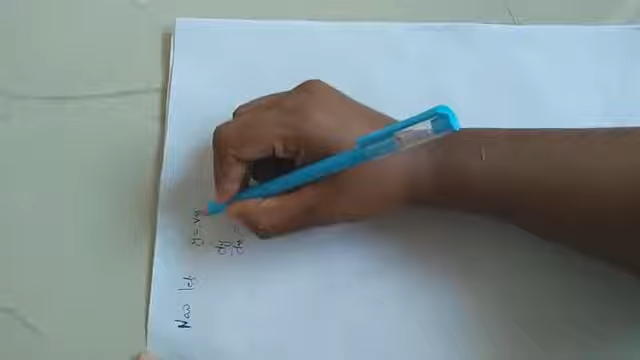 Now let y = vx
dy/dx =